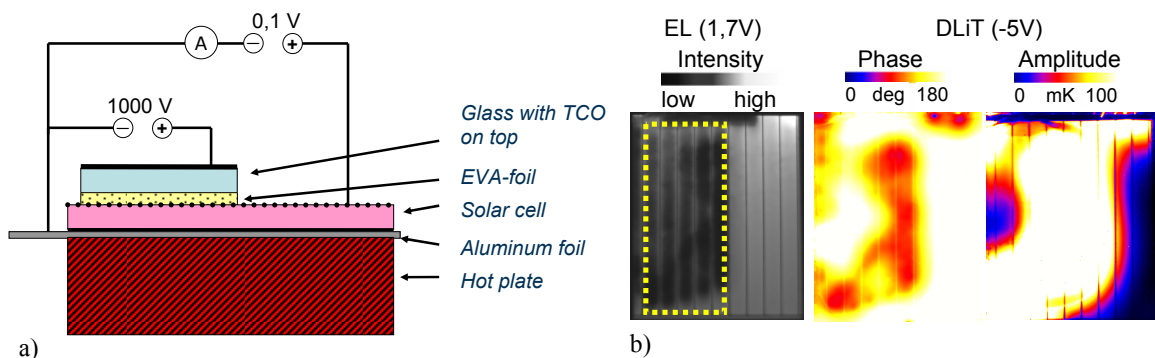 0,1 V
A
− +
1000 V
− +
Glass with TCO
on top
EVA-foil
Solar cell
Aluminum foil
Hot plate
a)
EL (1,7V)
Intensity
low high
DLiT (-5V)
Phase
0 deg 180
Amplitude
0 mK 100
b)